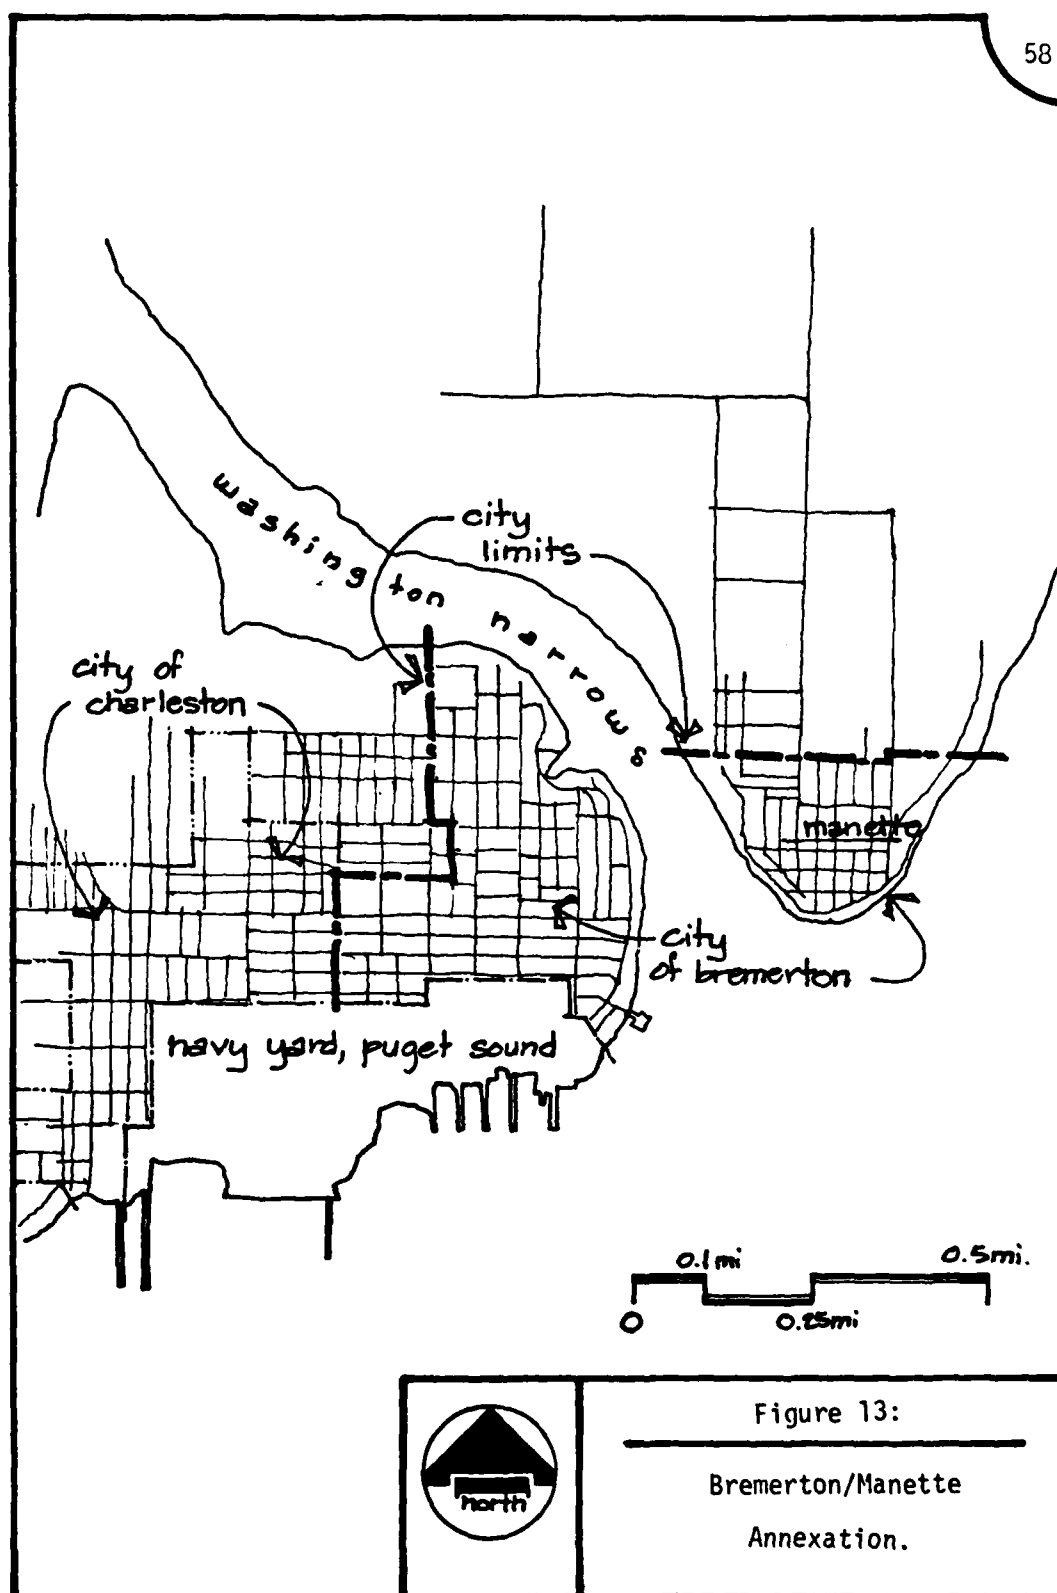 58
washington narrows
city
limits
city of
charleston
manette
city
of bremerton
navy yard, puget sound
0.1mi
0.5mi.
0
0.25mi
north
Figure 13:
Bremerton/Manette
Annexation.